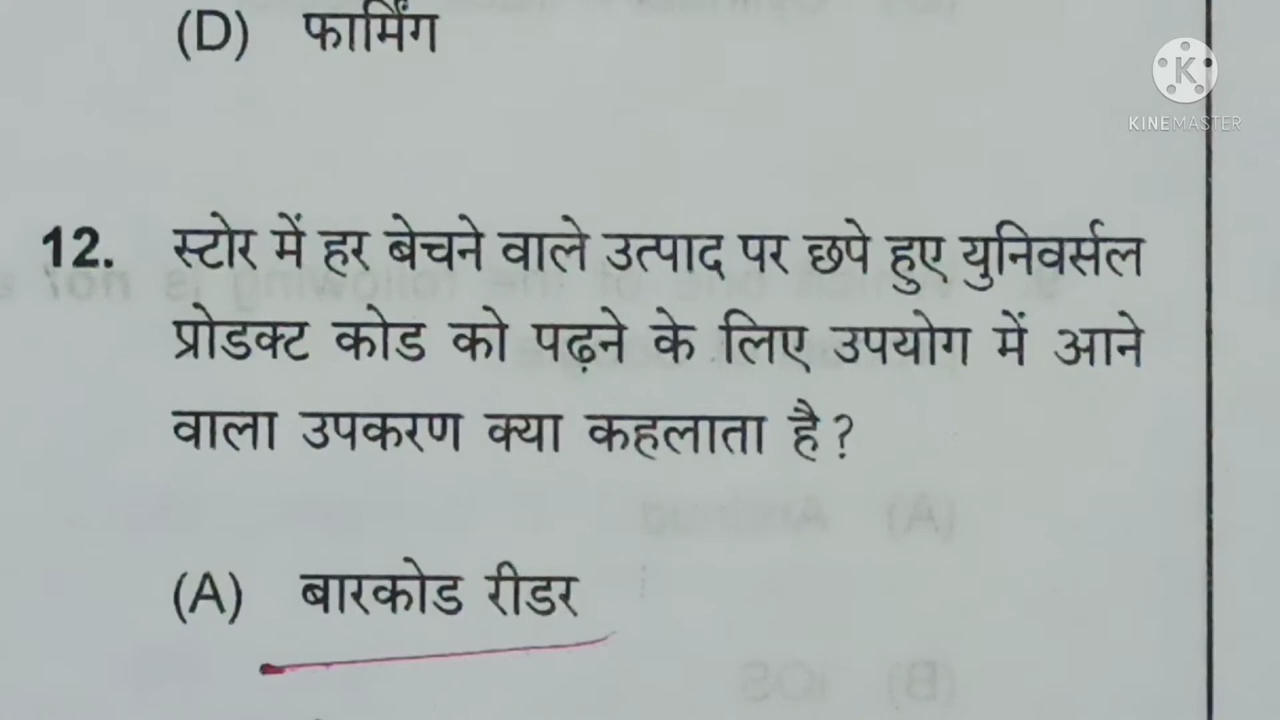 (D) फार्मिंग
KINEMASTER
12. स्टोर में हर बेचने वाले उत्पाद पर छपे हुए युनिवर्सल
प्रोडक्ट कोड को पढ़ने के लिए उपयोग में आने
वाला उपकरण क्या कहलाता है?
(A) बारकोड रीडर